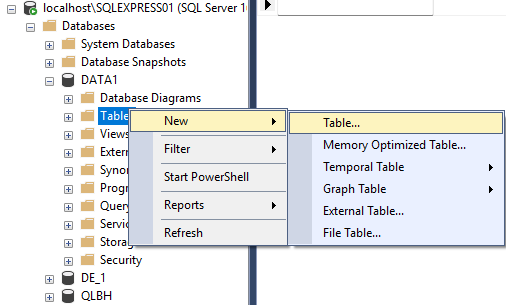 localhost\SQLEXPRESS01 (SQL Server 1
Databases
System Databases
Database Snapshots
DATA1
Database Diagrams
Table
Views
Extern
Synon
Progr
Query
Servic
Storag
Security
DE_1
QLBH
New
Filter
Start PowerShell
Reports
Refresh
Table...
Memory Optimized Table...
Temporal Table
Graph Table
External Table...
File Table...